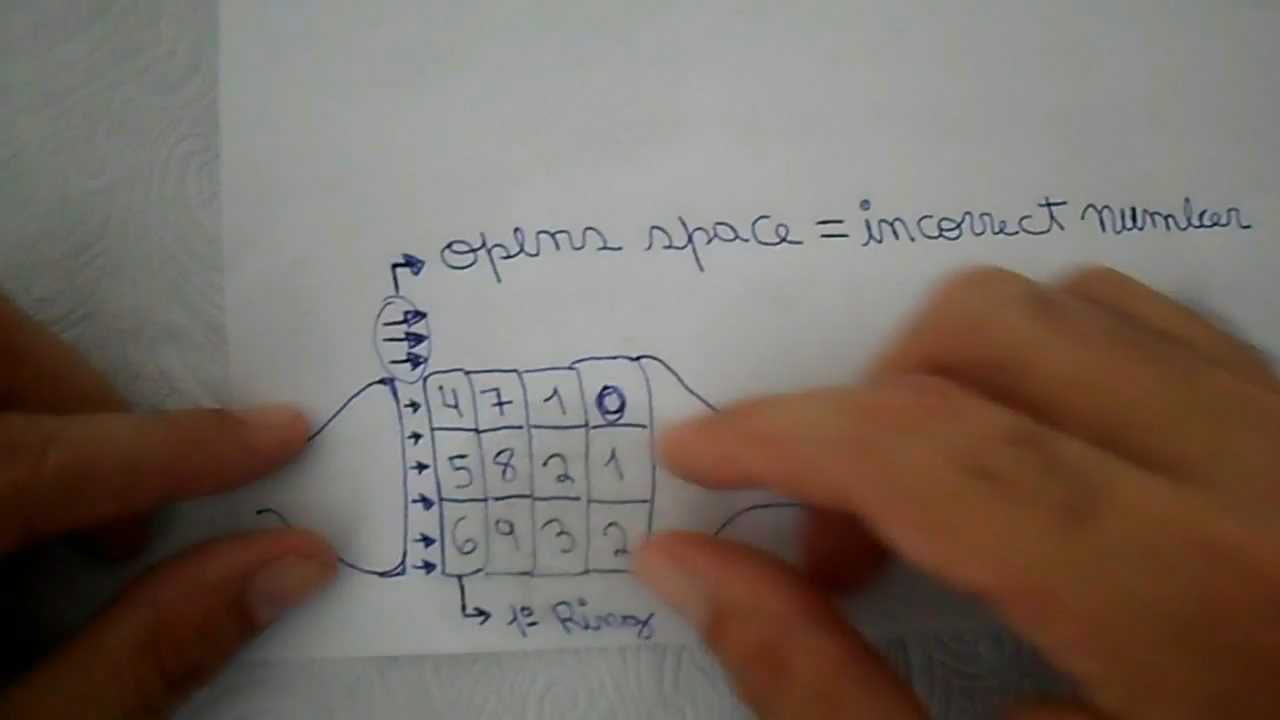 opens space = incorrect number
4 7 1 0
5 8 2 1
6 9 3 2
1º Ring